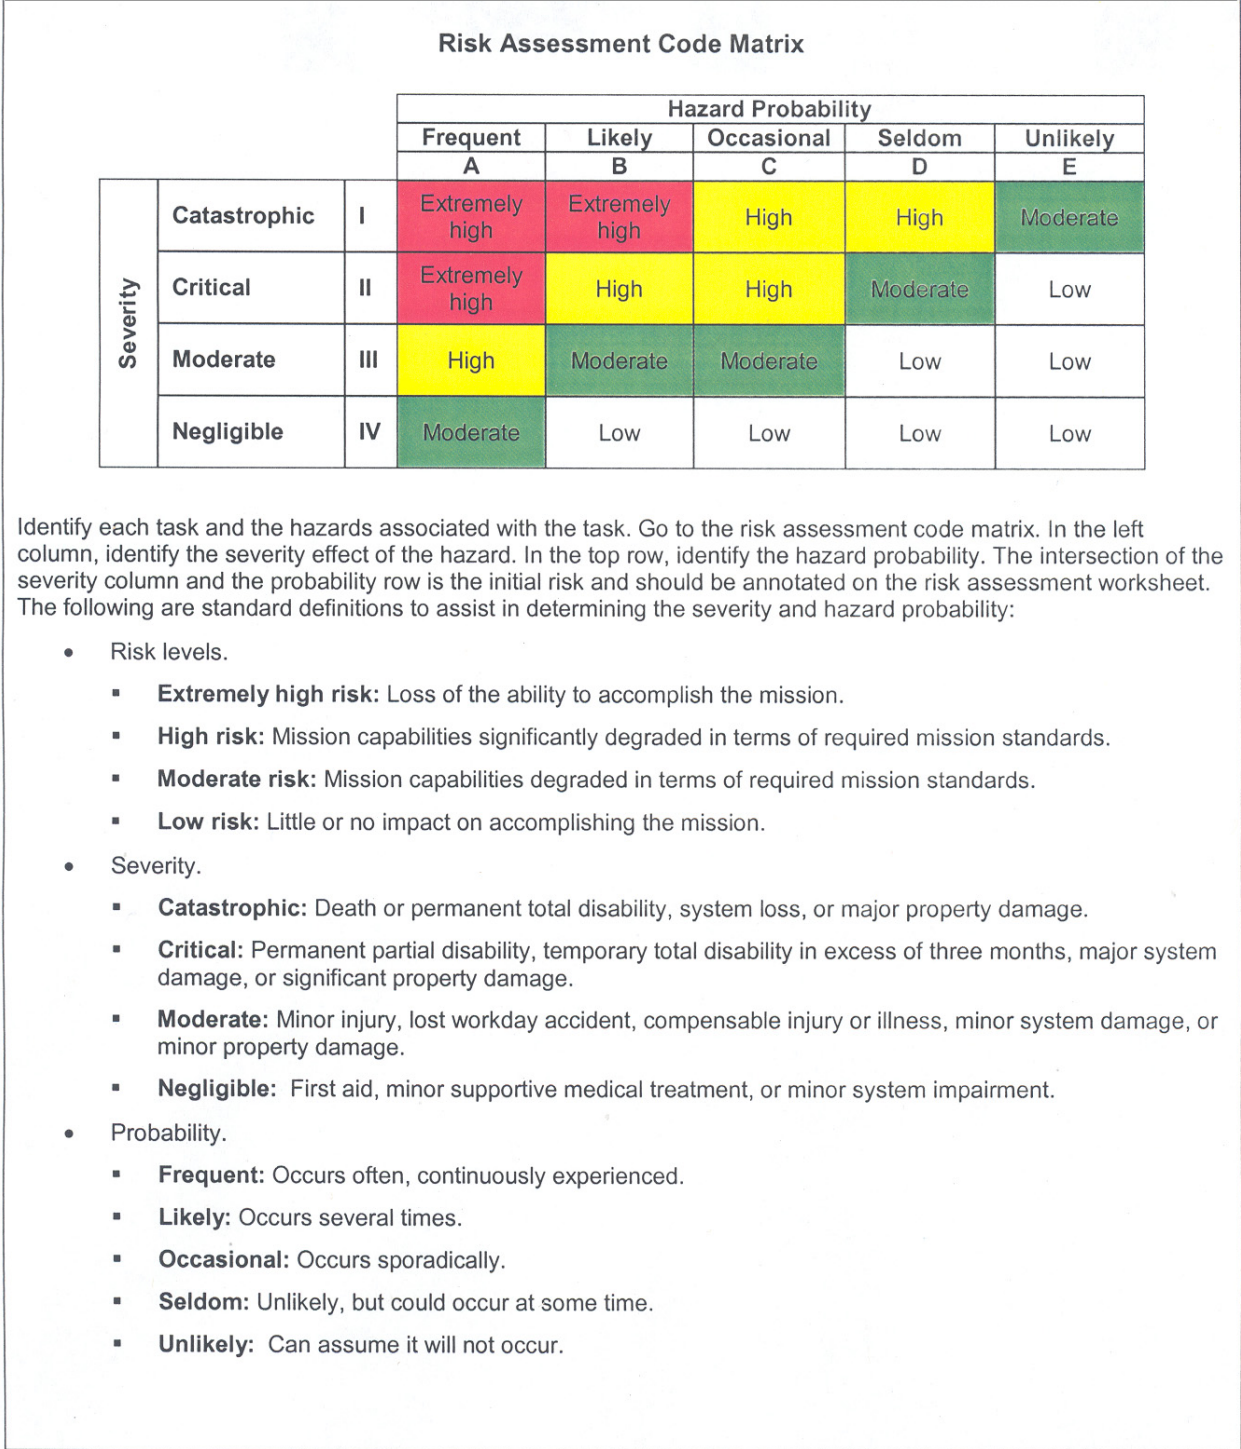 Risk Assessment Code Matrix
Hazard Probability
Frequent Likely Occasional Seldom Unlikely
A B C D E
Severity
Catastrophic I Extremely high Extremely high High High Moderate
Critical II Extremely high High High Moderate Low
Moderate III High Moderate Moderate Low Low
Negligible IV Moderate Low Low Low Low
Identify each task and the hazards associated with the task. Go to the risk assessment code matrix. In the left
column, identify the severity effect of the hazard. In the top row, identify the hazard probability. The intersection of the
severity column and the probability row is the initial risk and should be annotated on the risk assessment worksheet.
The following are standard definitions to assist in determining the severity and hazard probability:
• Risk levels.
▪ Extremely high risk: Loss of the ability to accomplish the mission.
▪ High risk: Mission capabilities significantly degraded in terms of required mission standards.
▪ Moderate risk: Mission capabilities degraded in terms of required mission standards.
▪ Low risk: Little or no impact on accomplishing the mission.
• Severity.
▪ Catastrophic: Death or permanent total disability, system loss, or major property damage.
▪ Critical: Permanent partial disability, temporary total disability in excess of three months, major system
damage, or significant property damage.
▪ Moderate: Minor injury, lost workday accident, compensable injury or illness, minor system damage, or
minor property damage.
▪ Negligible: First aid, minor supportive medical treatment, or minor system impairment.
• Probability.
▪ Frequent: Occurs often, continuously experienced.
▪ Likely: Occurs several times.
▪ Occasional: Occurs sporadically.
▪ Seldom: Unlikely, but could occur at some time.
▪ Unlikely: Can assume it will not occur.